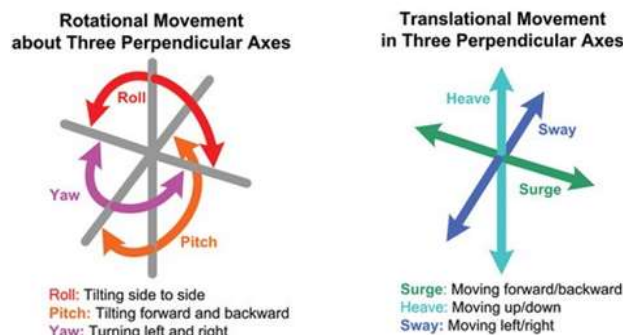 Rotational Movement
about Three Perpendicular Axes
Roll
Yaw
Pitch
Roll: Tilting side to side
Pitch: Tilting forward and backward
Yaw: Turning left and right
Translational Movement
in Three Perpendicular Axes
Heave
Sway
Surge
Surge: Moving forward/backward
Heave: Moving up/down
Sway: Moving left/right